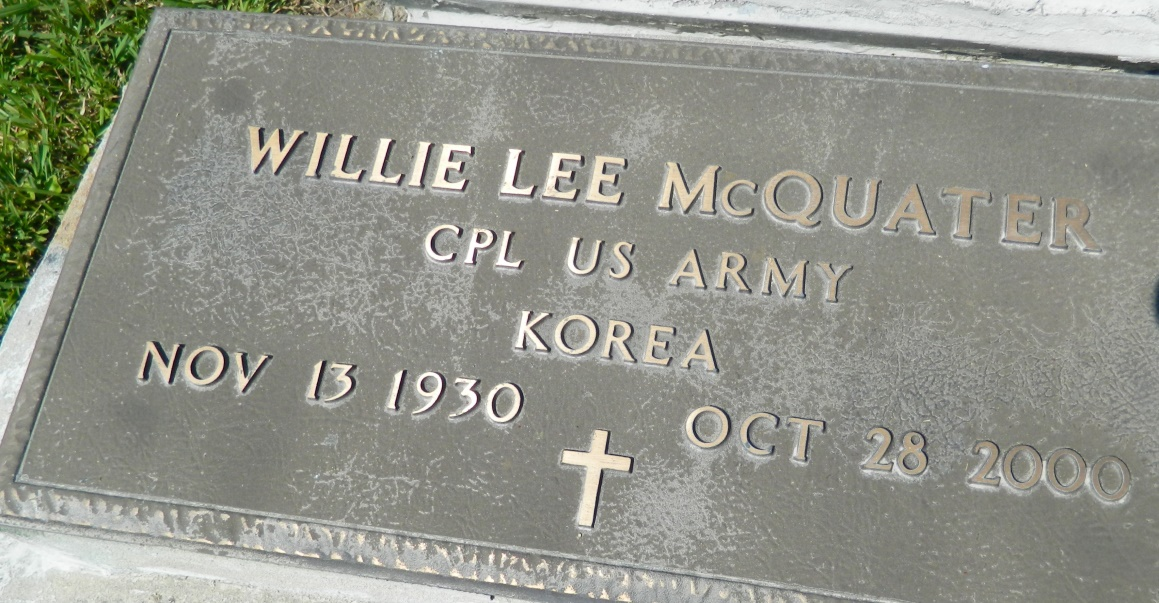 WILLIE LEE McQUATER
CPL US ARMY
KOREA
NOV 13 1930 OCT 28 2000